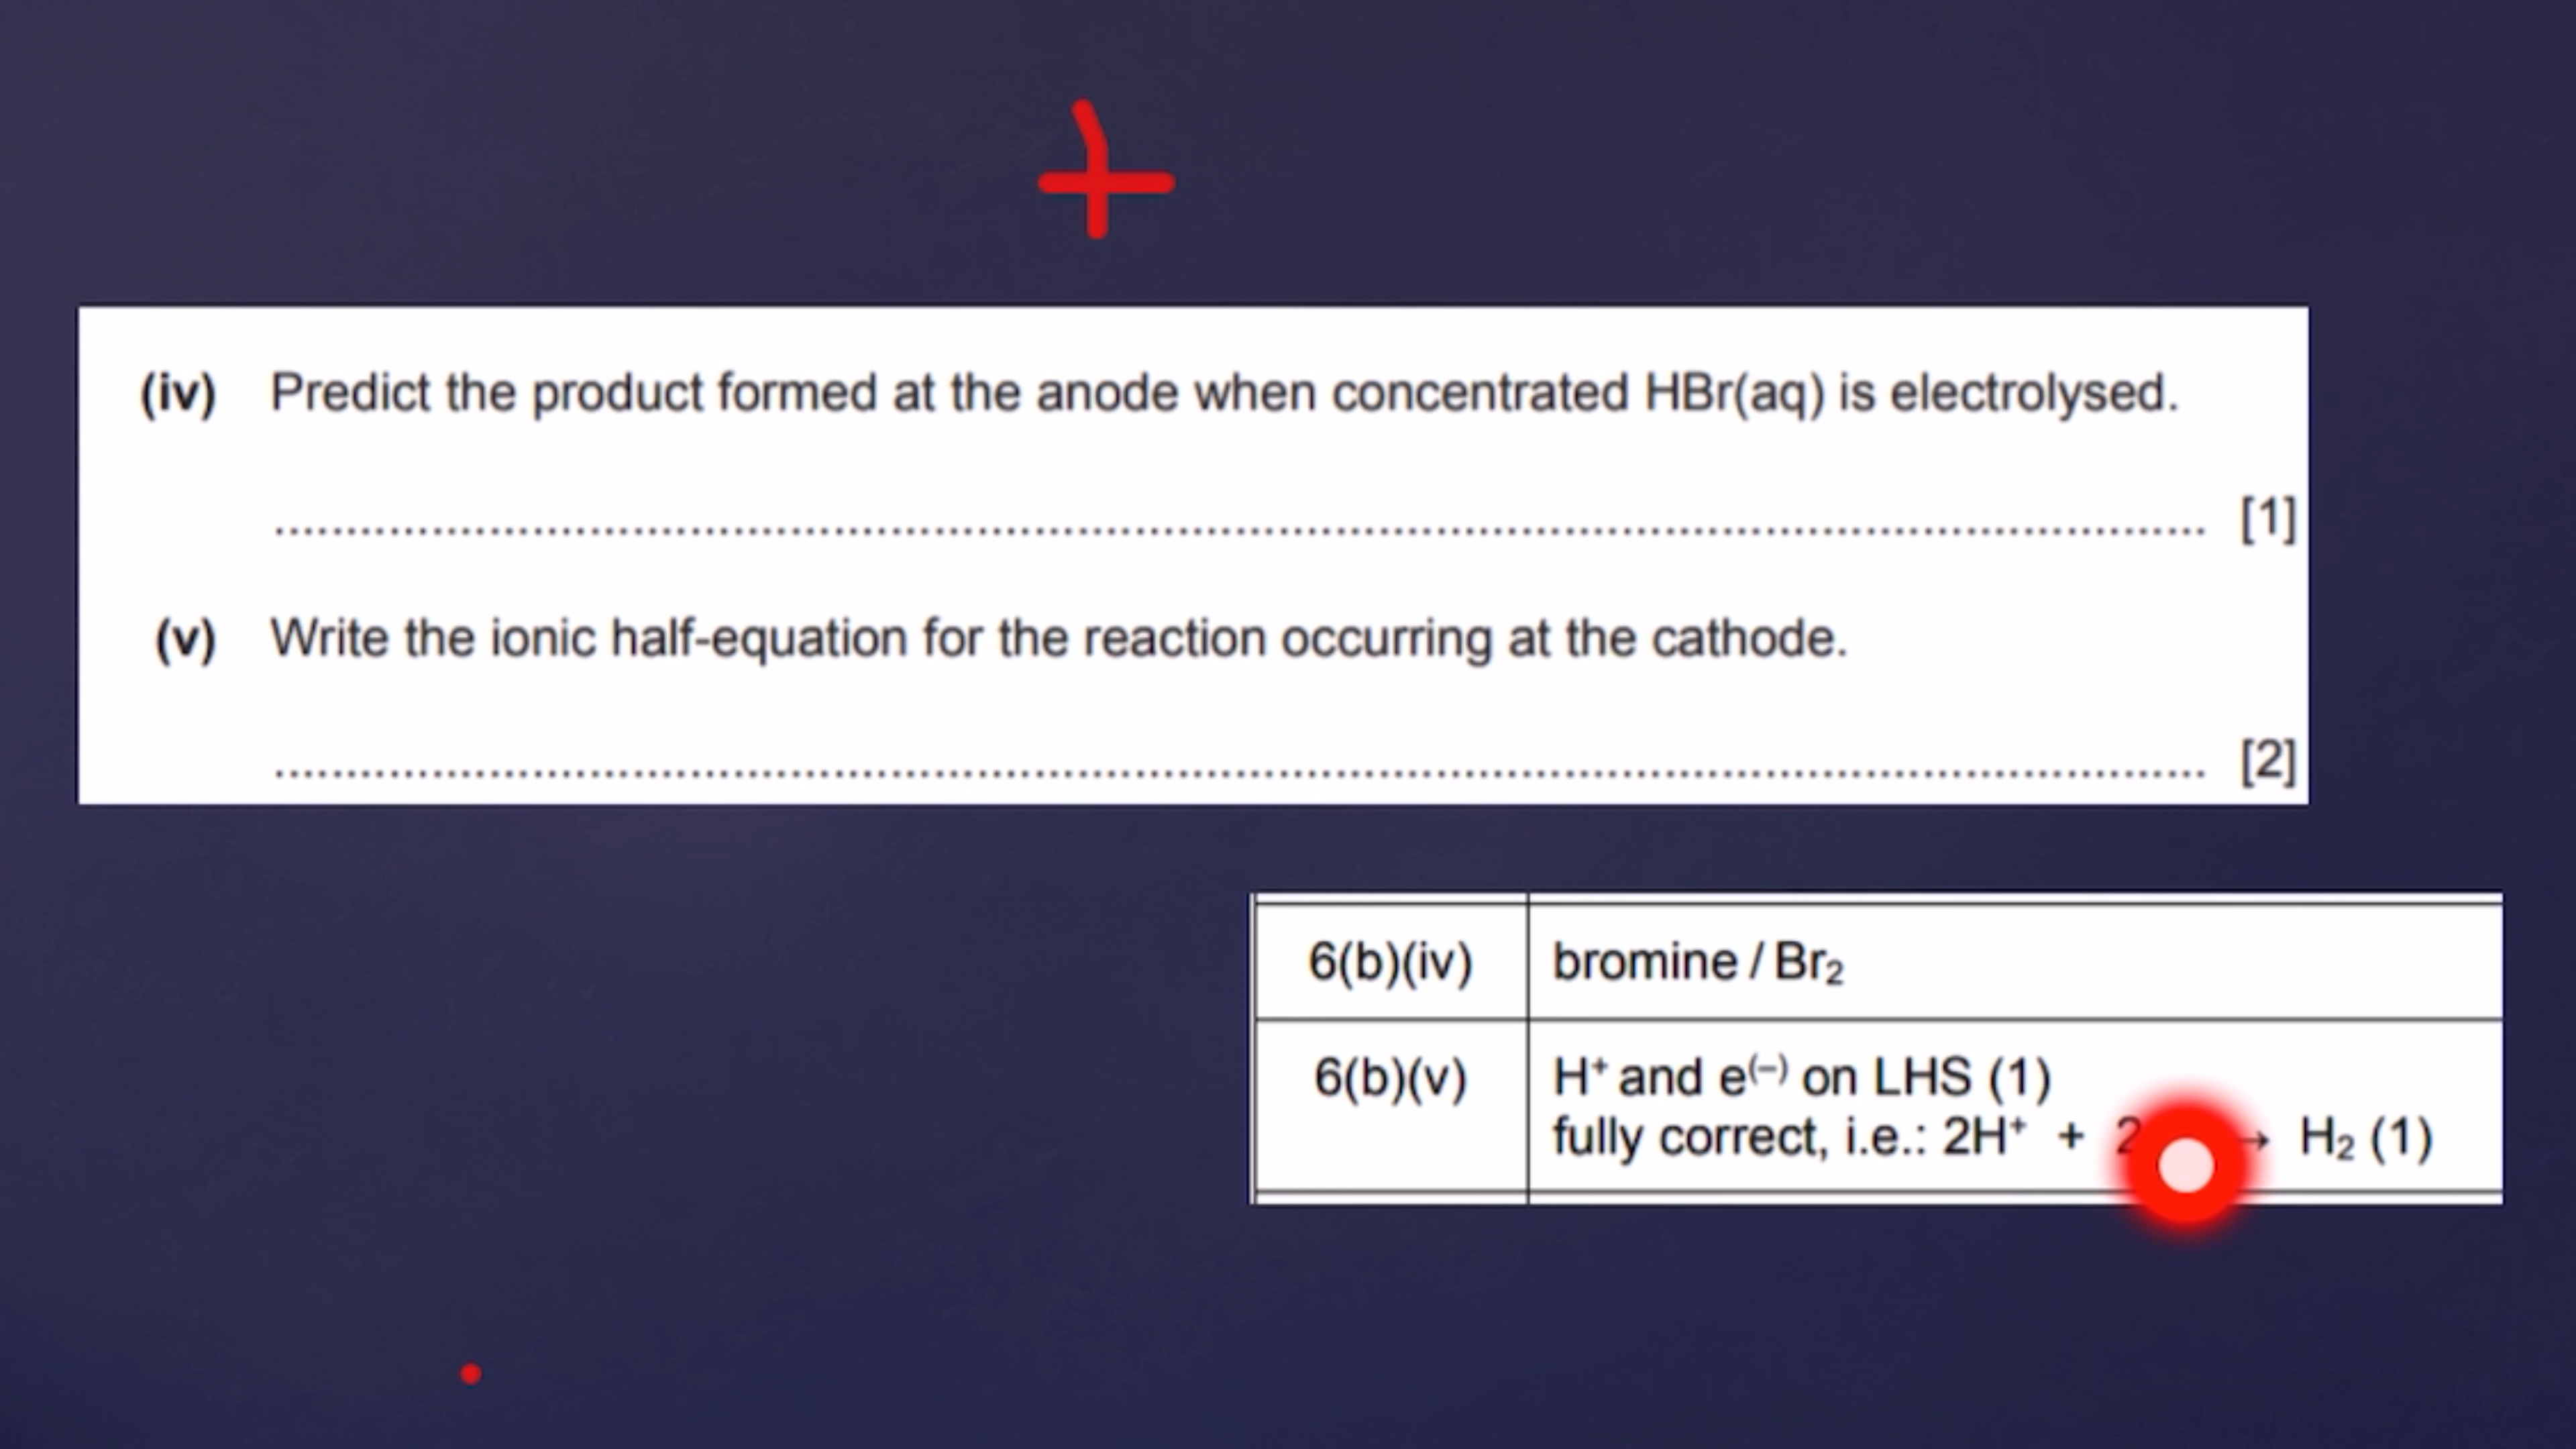 +
(iv) Predict the product formed at the anode when concentrated HBr(aq) is electrolysed.
[1]
(v) Write the ionic half-equation for the reaction occurring at the cathode.
[2]
6(b)(iv) bromine / Br₂
6(b)(v) H⁺ and e⁽⁻⁾ on LHS (1)
fully correct, i.e.: 2H⁺ + 2 → H₂ (1)